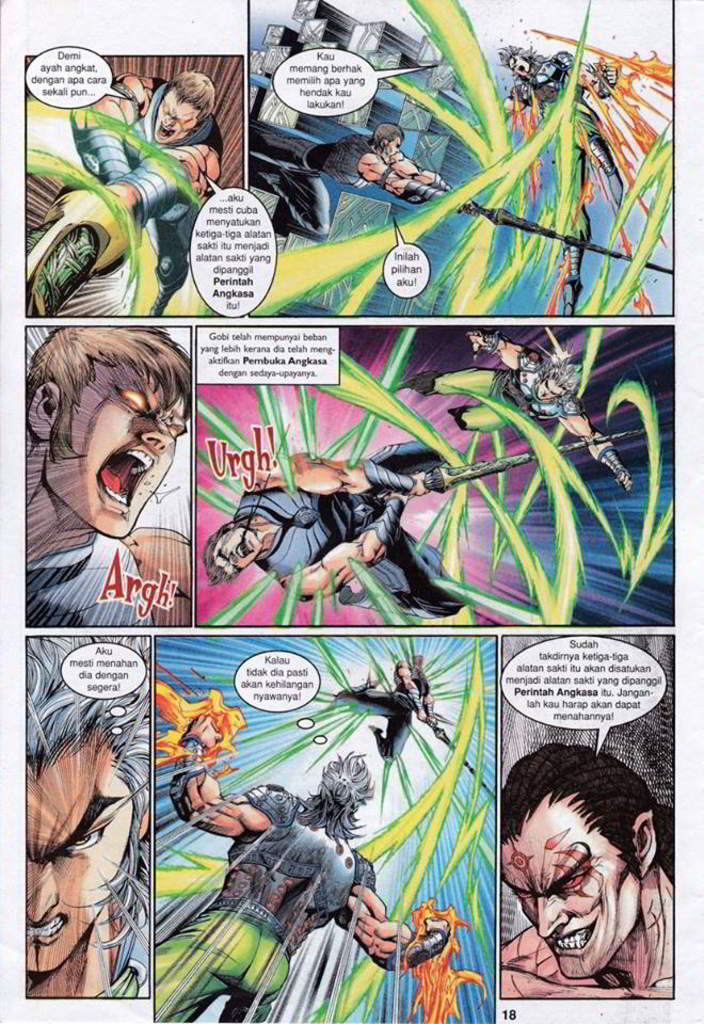 Demi
ayah angkat,
dengan apa cara
sekali pun...
...aku
mesti cuba
menyatukan
ketiga-tiga alatan
sakti itu menjadi
alatan sakti yang
dipanggil
Perintah
Angkasa
itu!
Kau
memang berhak
memilih apa yang
hendak kau
lakukan!
Inilah
pilihan
aku!
Argh!
Gobi telah mempunyai beban
yang lebih kerana dia telah meng-
aktifkan Pembuka Angkasa
dengan sedaya-upayanya.
Urgh!
Aku
mesti menahan
dia dengan
segera!
Kalau
tidak dia pasti
akan kehilangan
nyawanya!
Sudah
takdirnya ketiga-tiga
alatan sakti itu akan disatukan
menjadi alatan sakti yang dipanggil
Perintah Angkasa itu. Jangan-
lah kau harap akan dapat
menahannya!
18